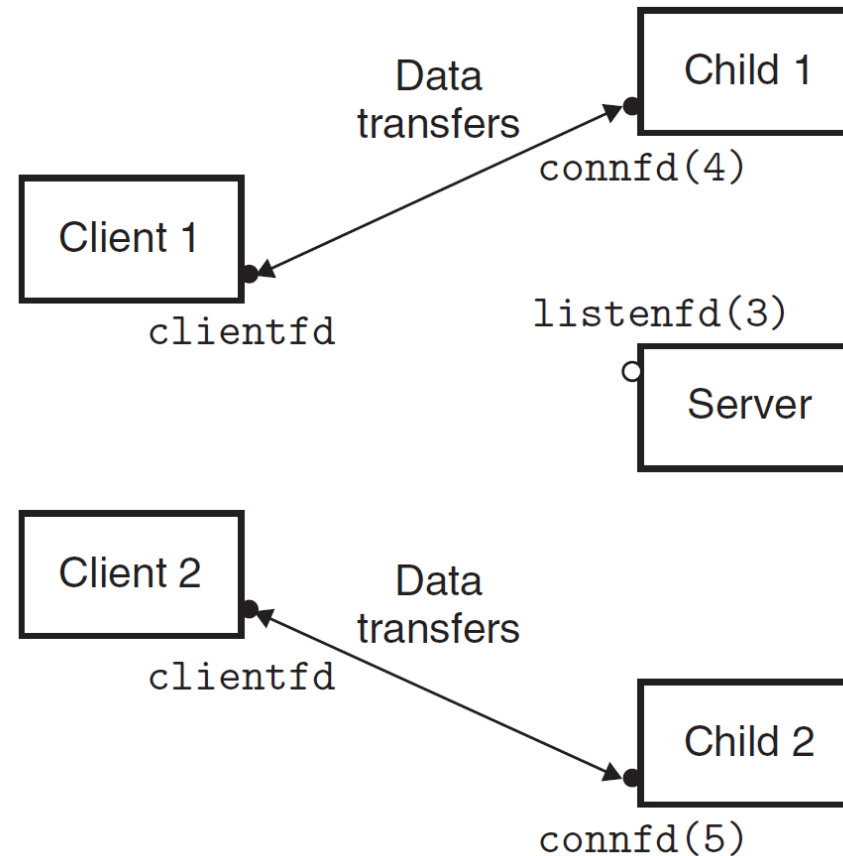 Child 1
Data
transfers
connfd(4)
Client 1
clientfd
listenfd(3)
Server
Client 2
Data
transfers
clientfd
Child 2
connfd(5)